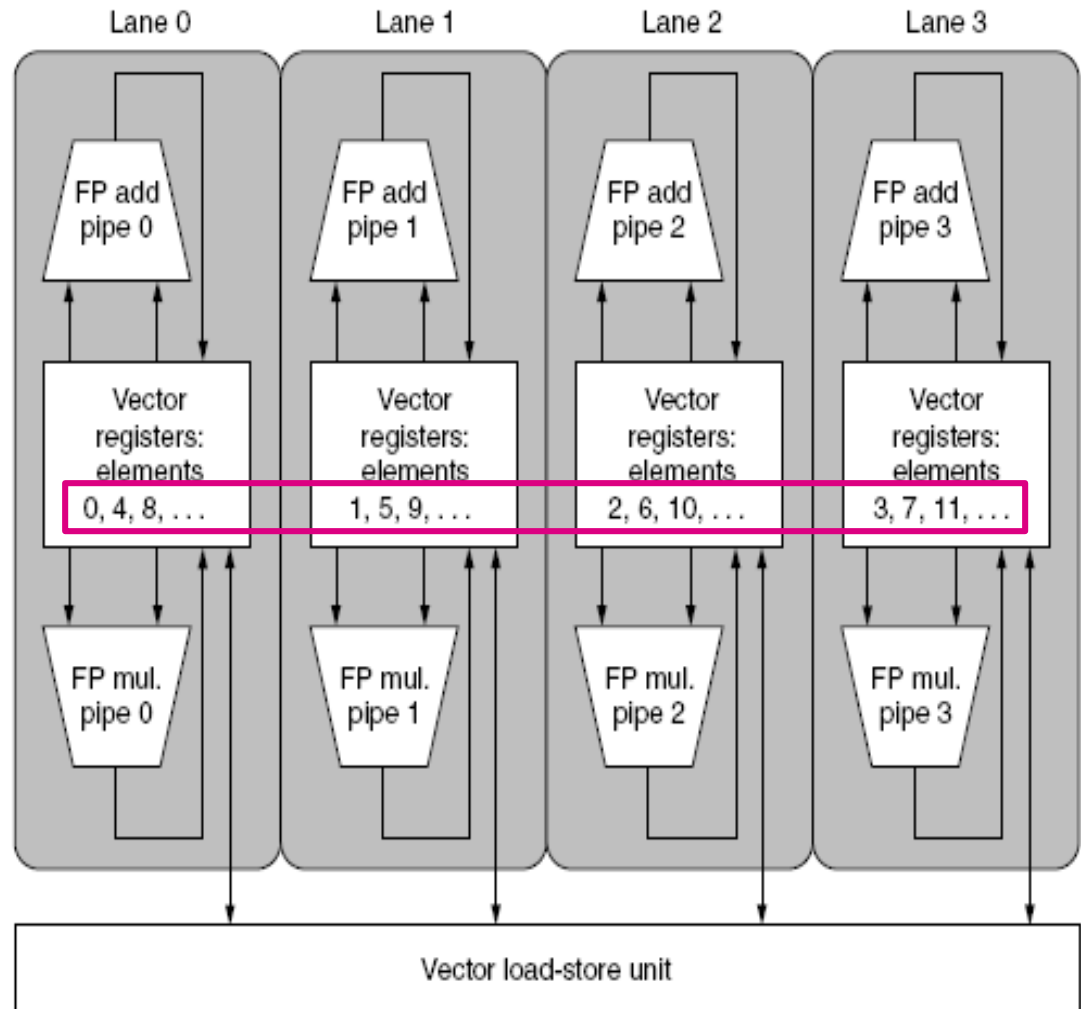 Lane 0
Lane 1
Lane 2
Lane 3
FP add
pipe 0
FP add
pipe 1
FP add
pipe 2
FP add
pipe 3
Vector
registers:
elements
0, 4, 8, . . .
Vector
registers:
elements
1, 5, 9, . . .
Vector
registers:
elements
2, 6, 10, . . .
Vector
registers:
elements
3, 7, 11, . . .
FP mul.
pipe 0
FP mul.
pipe 1
FP mul.
pipe 2
FP mul.
pipe 3
Vector load-store unit